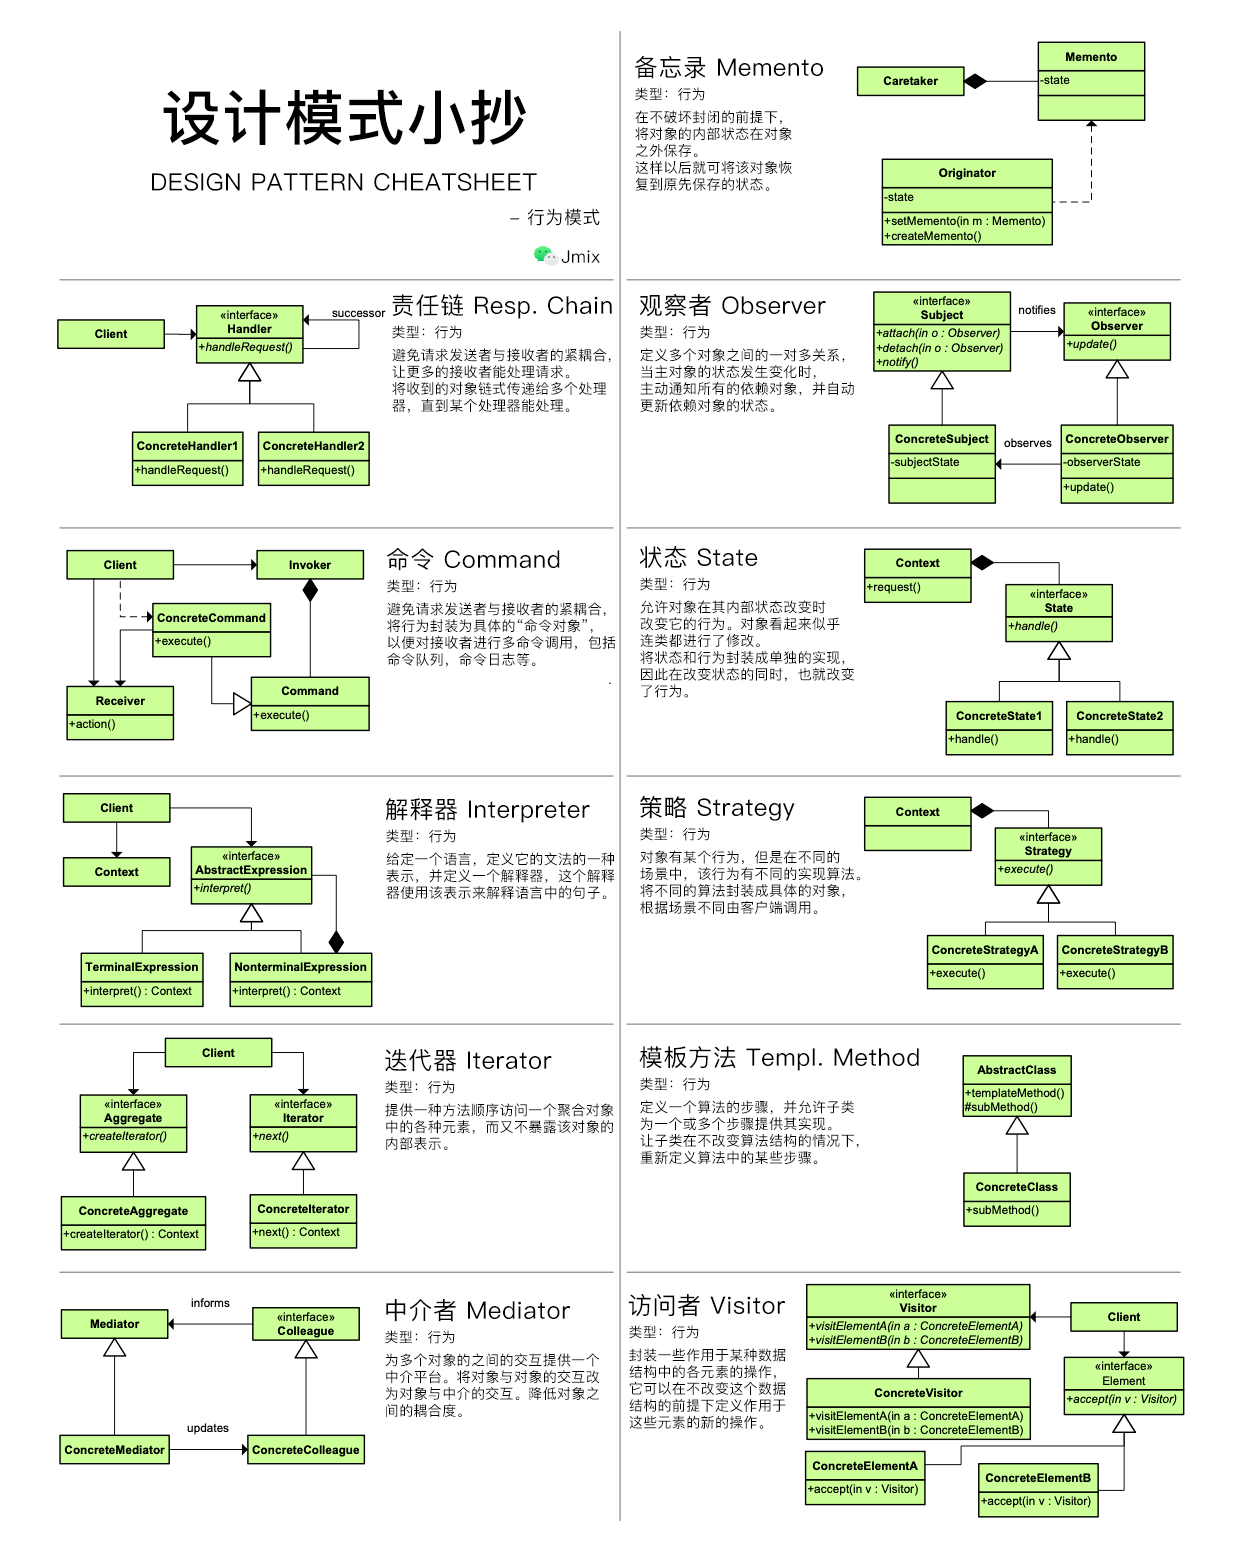 设计模式小抄
DESIGN PATTERN CHEATSHEET
– 行为模式
Jmix
备忘录 Memento
类型：行为
在不破坏封闭的前提下，
将对象的内部状态在对象
之外保存。
这样以后就可将该对象恢
复到原先保存的状态。
Caretaker
Memento
-state
Originator
-state
+setMemento(in m : Memento)
+createMemento()
Client
«interface»
Handler
+handleRequest()
successor
ConcreteHandler1
+handleRequest()
ConcreteHandler2
+handleRequest()
责任链 Resp. Chain
类型：行为
避免请求发送者与接收者的紧耦合，
让更多的接收者能处理请求。
将收到的对象链式传递给多个处理
器，直到某个处理器能处理。
观察者 Observer
类型：行为
定义多个对象之间的一对多关系，
当主对象的状态发生变化时，
主动通知所有的依赖对象，并自动
更新依赖对象的状态。
«interface»
Subject
+attach(in o : Observer)
+detach(in o : Observer)
+notify()
notifies
«interface»
Observer
+update()
ConcreteSubject
-subjectState
observes
ConcreteObserver
-observerState
+update()
Client
Invoker
ConcreteCommand
+execute()
Receiver
+action()
Command
+execute()
命令 Command
类型：行为
避免请求发送者与接收者的紧耦合，
将行为封装为具体的“命令对象”，
以便对接收者进行多命令调用，包括
命令队列，命令日志等。
.
状态 State
类型：行为
允许对象在其内部状态改变时
改变它的行为。对象看起来似乎
连类都进行了修改。
将状态和行为封装成单独的实现，
因此在改变状态的同时，也就改变
了行为。
Context
+request()
«interface»
State
+handle()
ConcreteState1
+handle()
ConcreteState2
+handle()
Client
Context
«interface»
AbstractExpression
+interpret()
TerminalExpression
+interpret() : Context
NonterminalExpression
+interpret() : Context
解释器 Interpreter
类型：行为
给定一个语言，定义它的文法的一种
表示，并定义一个解释器，这个解释
器使用该表示来解释语言中的句子。
策略 Strategy
类型：行为
对象有某个行为，但是在不同的
场景中，该行为有不同的实现算法。
将不同的算法封装成具体的对象，
根据场景不同由客户端调用。
Context
«interface»
Strategy
+execute()
ConcreteStrategyA
+execute()
ConcreteStrategyB
+execute()
Client
«interface»
Aggregate
+createIterator()
«interface»
Iterator
+next()
ConcreteAggregate
+createIterator() : Context
ConcreteIterator
+next() : Context
迭代器 Iterator
类型：行为
提供一种方法顺序访问一个聚合对象
中的各种元素，而又不暴露该对象的
内部表示。
模板方法 Templ. Method
类型：行为
定义一个算法的步骤，并允许子类
为一个或多个步骤提供其实现。
让子类在不改变算法结构的情况下，
重新定义算法中的某些步骤。
AbstractClass
+templateMethod()
#subMethod()
ConcreteClass
+subMethod()
Mediator
informs
«interface»
Colleague
ConcreteMediator
updates
ConcreteColleague
中介者 Mediator
类型：行为
为多个对象的之间的交互提供一个
中介平台。将对象与对象的交互改
为对象与中介的交互。降低对象之
间的耦合度。
访问者 Visitor
类型：行为
封装一些作用于某种数据
结构中的各元素的操作，
它可以在不改变这个数据
结构的前提下定义作用于
这些元素的新的操作。
«interface»
Visitor
+visitElementA(in a : ConcreteElementA)
+visitElementB(in b : ConcreteElementB)
Client
«interface»
Element
+accept(in v : Visitor)
ConcreteVisitor
+visitElementA(in a : ConcreteElementA)
+visitElementB(in b : ConcreteElementB)
ConcreteElementA
+accept(in v : Visitor)
ConcreteElementB
+accept(in v : Visitor)